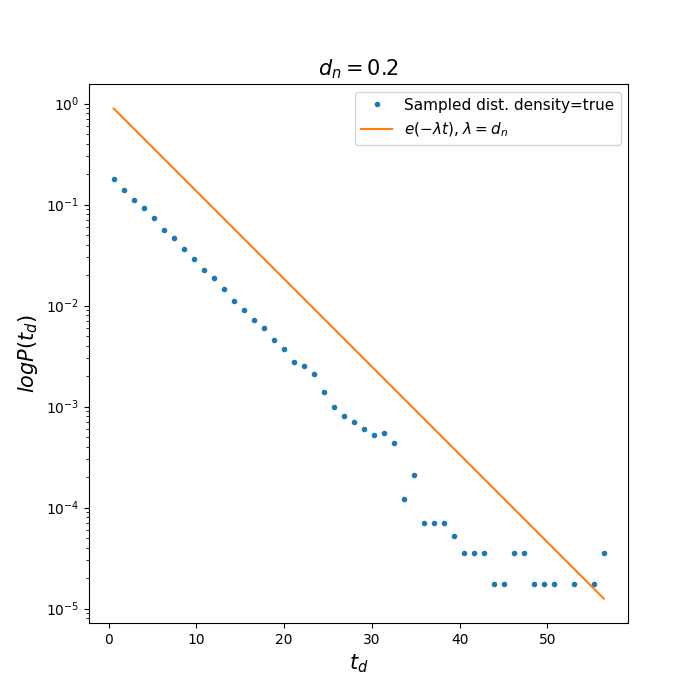 $d_n = 0.2$
Sampled dist. density=true
$e(-\lambda t), \lambda = d_n$
$10^0$
$10^{-1}$
$10^{-2}$
$10^{-3}$
$10^{-4}$
$10^{-5}$
$logP(t_d)$
0 10 20 30 40 50
$t_d$